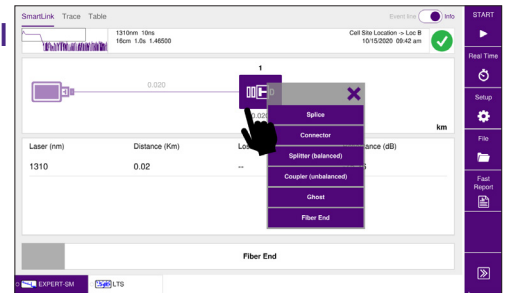 SmartLink Trace Table Event line Info START
1310nm 10ns Cell Site Location -> Loc B
16cm 1.0s 1.46500 10/15/2020 09:42 am
Real Time
1
0.020
Setup
Splice
km
Connector
File
Laser (nm) Distance (Km)
Splitter (balanced)
1310 0.02 --
Coupler (unbalanced)
Fast
Report
Ghost
Fiber End
Fiber End
EXPERT-SM LTS